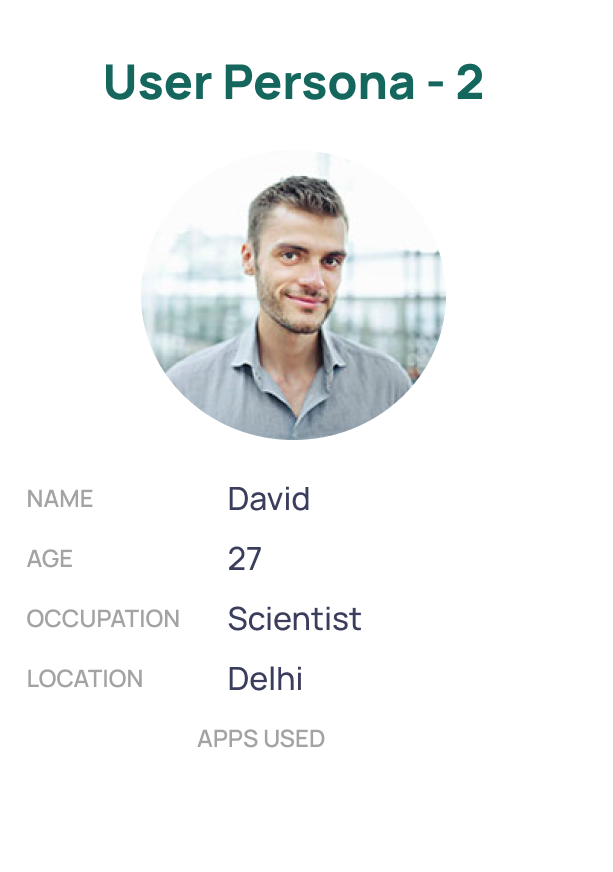 User Persona - 2
NAME David
AGE 27
OCCUPATION Scientist
LOCATION Delhi
APPS USED